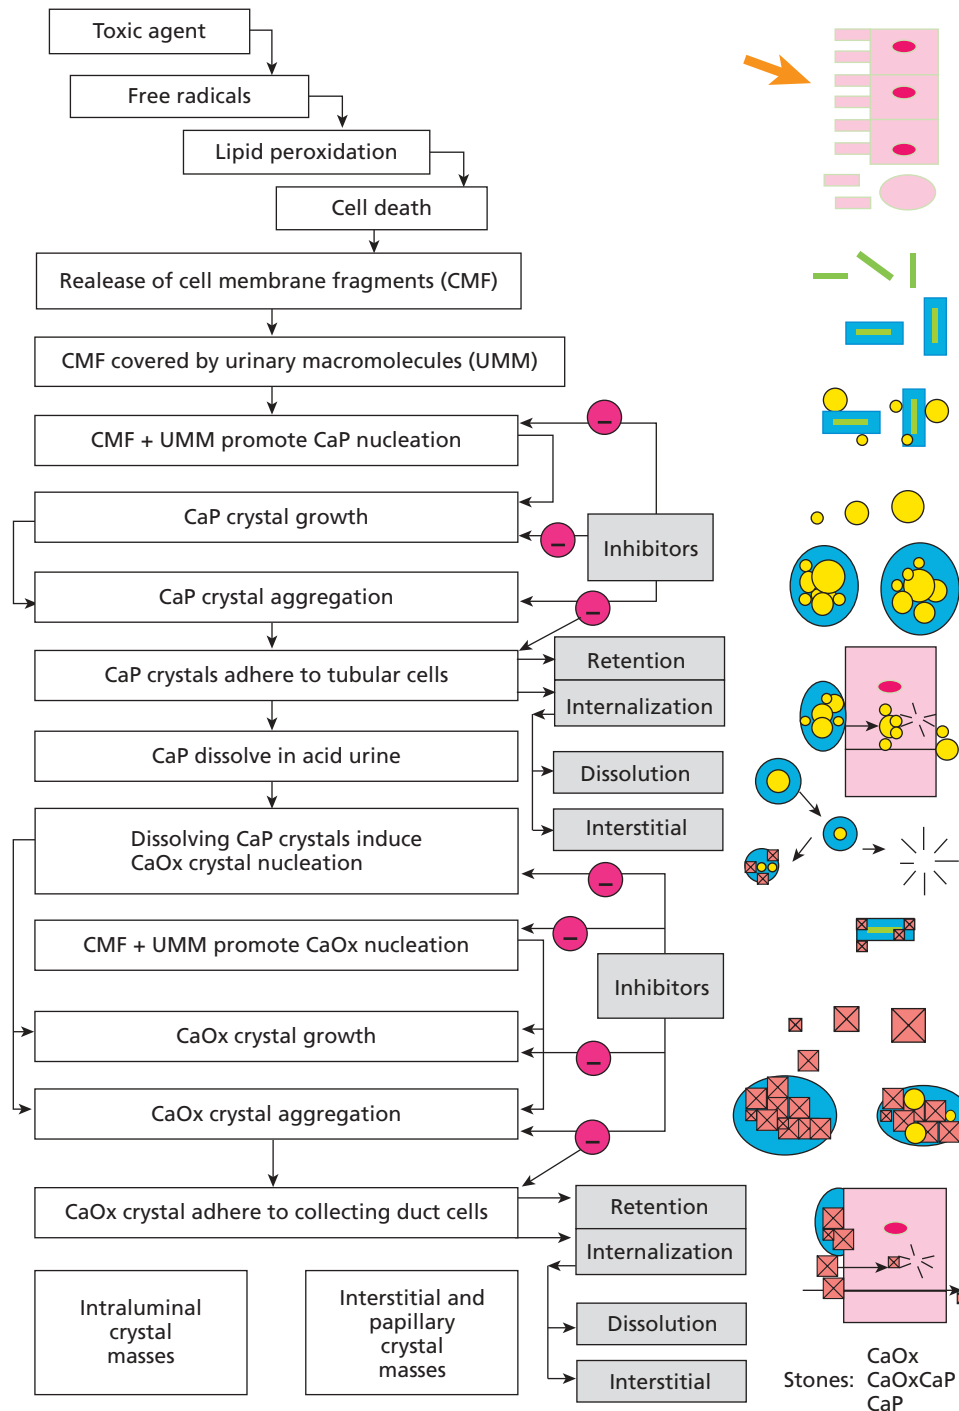 Toxic agent
Free radicals
Lipid peroxidation
Cell death
Realease of cell membrane fragments (CMF)
CMF covered by urinary macromolecules (UMM)
CMF + UMM promote CaP nucleation
–
CaP crystal growth
–
Inhibitors
CaP crystal aggregation
–
CaP crystals adhere to tubular cells
Retention
Internalization
CaP dissolve in acid urine
Dissolution
Dissolving CaP crystals induce
CaOx crystal nucleation
Interstitial
–
CMF + UMM promote CaOx nucleation
–
Inhibitors
CaOx crystal growth
–
CaOx crystal aggregation
–
CaOx crystal adhere to collecting duct cells
Retention
Internalization
Intraluminal
crystal
masses
Interstitial and
papillary
crystal
masses
Dissolution
Interstitial
Stones:
CaOx
CaOxCaP
CaP